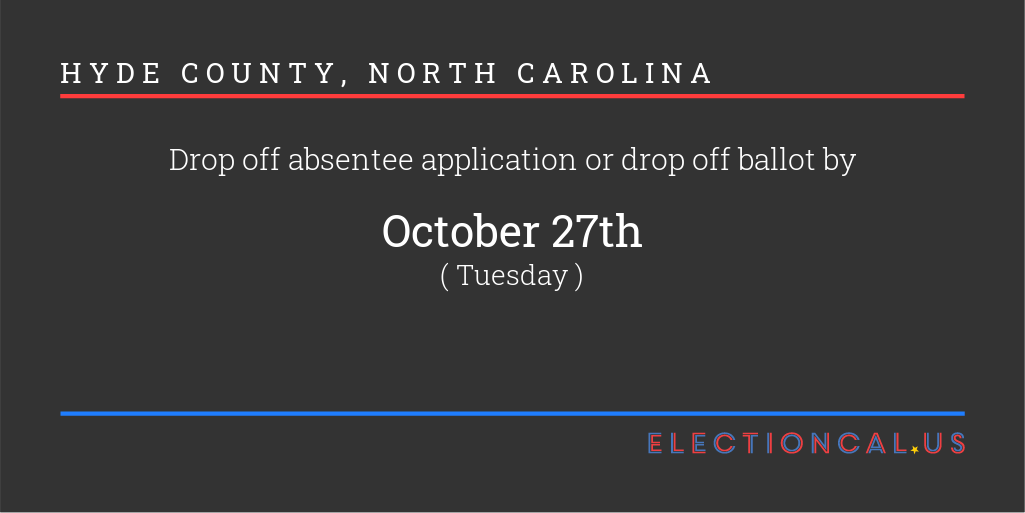 HYDE COUNTY, NORTH CAROLINA
Drop off absentee application or drop off ballot by
October 27th
( Tuesday )
ELECTIONCAL.US